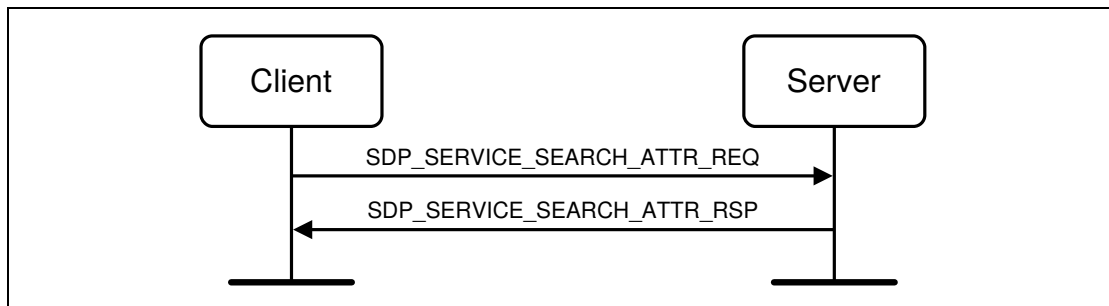 Client
Server
SDP_SERVICE_SEARCH_ATTR_REQ
SDP_SERVICE_SEARCH_ATTR_RSP